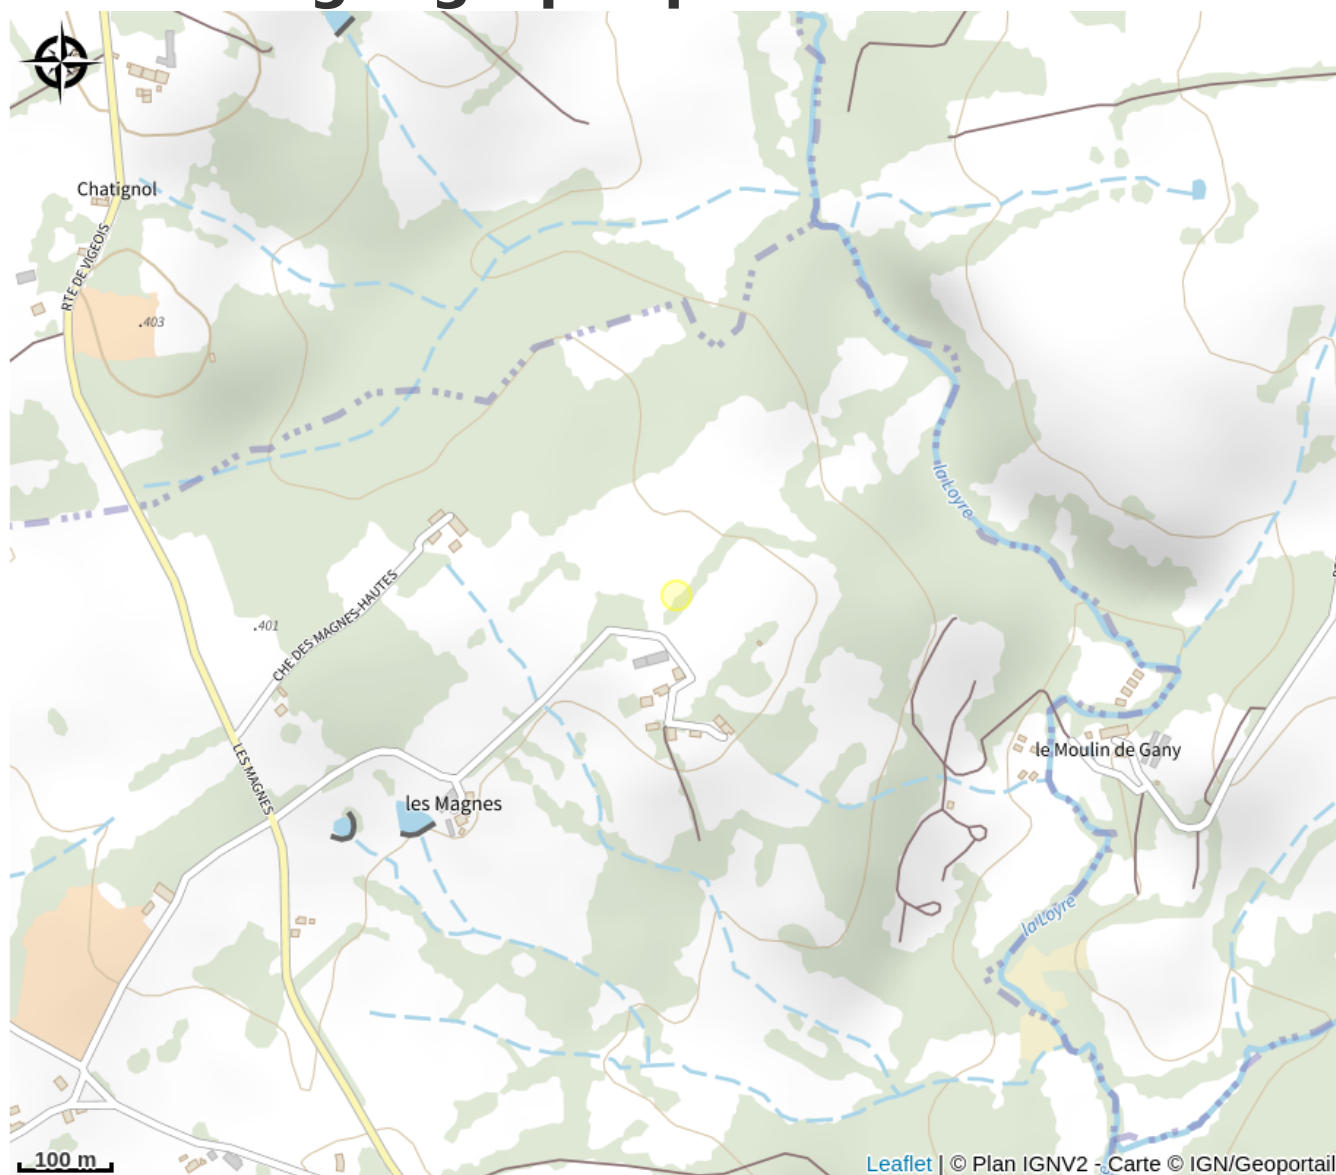 Chatignol
RTE DE VIGEOIS
.403
la Loyre
CHE DES MAGNES-HAUTES
.401
LES MAGNES
le Moulin de Gany
les Magnes
la Loyre
100 m
Leaflet | © Plan IGNV2 - Carte © IGN/Geoportail